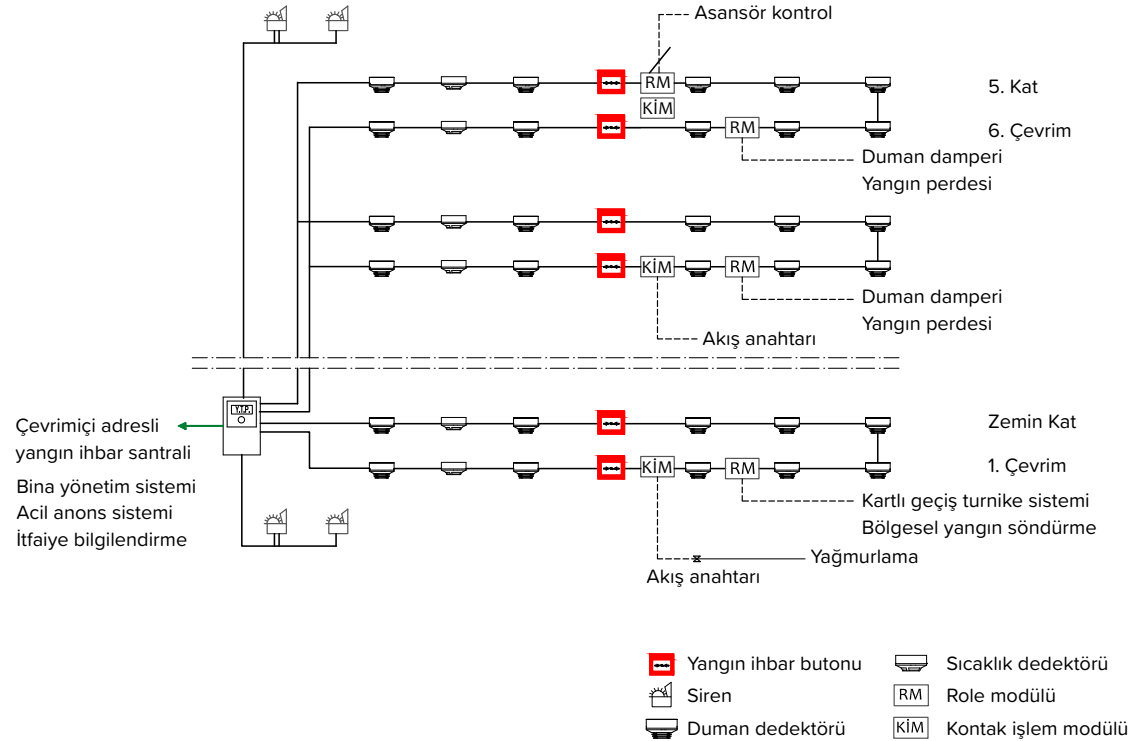 Asansör kontrol
RM
KİM
5. Kat
RM
6. Çevrim
Duman damperi
Yangın perdesi
KİM
RM
Duman damperi
Yangın perdesi
Akış anahtarı
Y.T.P.
Çevrimiçi adresli
yangın ihbar santrali
Bina yönetim sistemi
Acil anons sistemi
İtfaiye bilgilendirme
Zemin Kat
KİM
RM
1. Çevrim
Kartlı geçiş turnike sistemi
Bölgesel yangın söndürme
Yağmurlama
Akış anahtarı
Yangın ihbar butonu
Sıcaklık dedektörü
Siren
RM Role modülü
Duman dedektörü
KİM Kontak işlem modülü